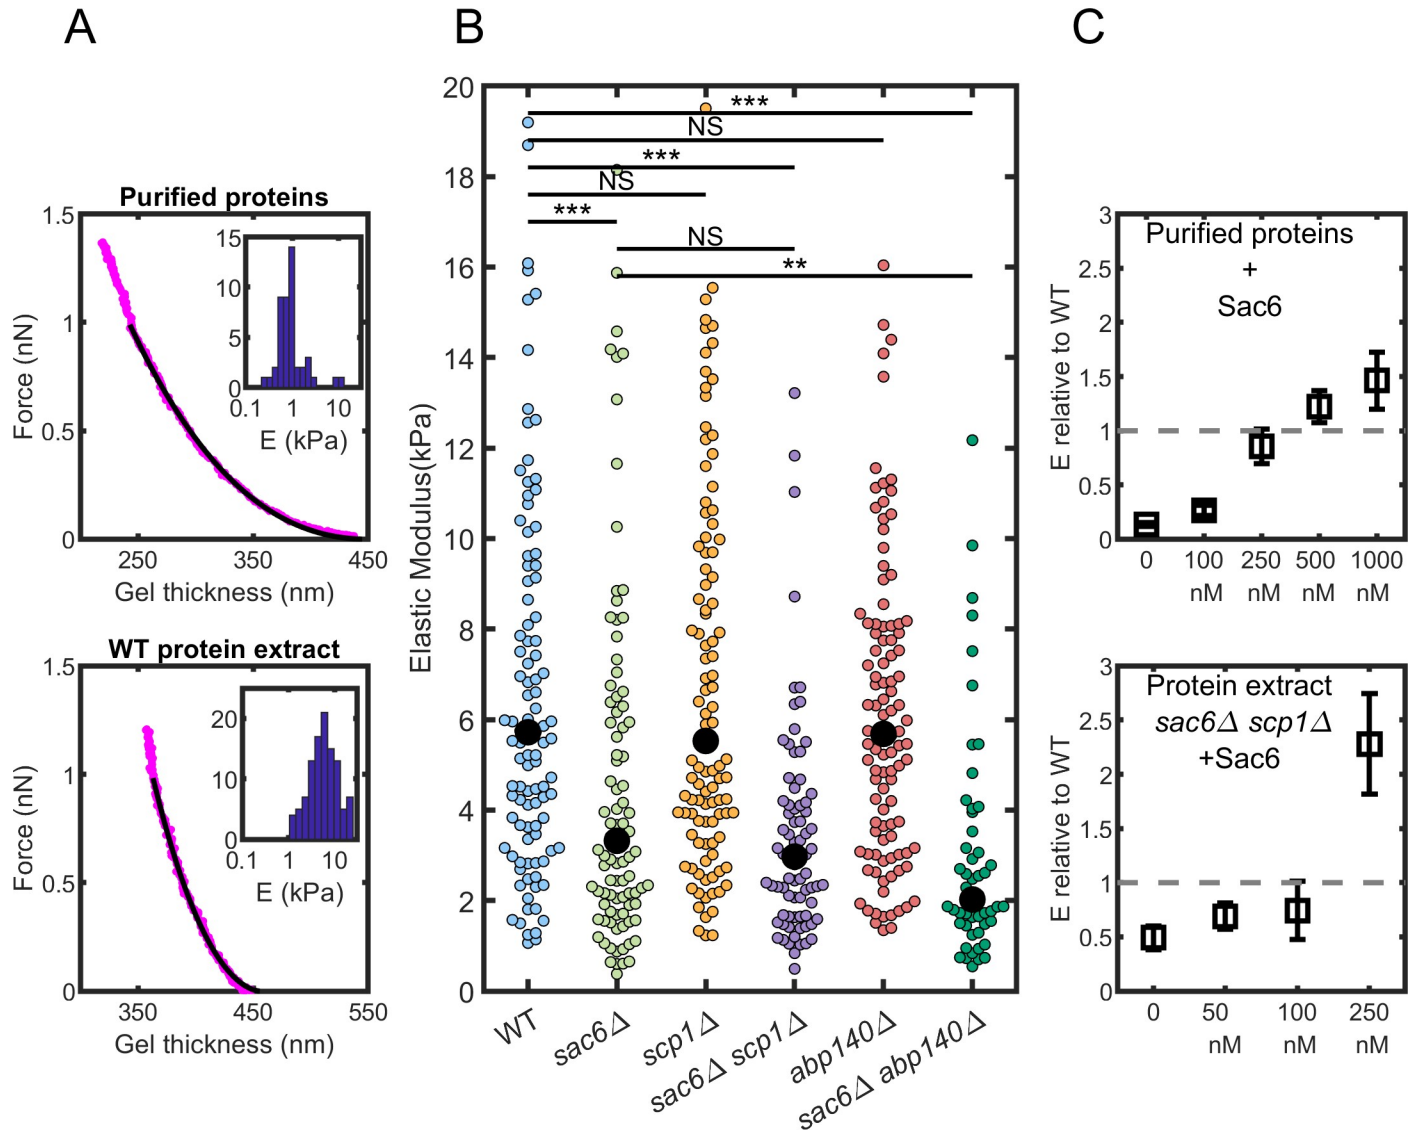 A
B
C
Purified proteins
1.5
1
0.5
0
Force (nN)
250
350
450
Gel thickness (nm)
15
10
5
0
0.1
1
10
E (kPa)
WT protein extract
1.5
1
0.5
0
Force (nN)
350
450
550
Gel thickness (nm)
20
10
0
0.1
1
10
E (kPa)
20
18
16
14
12
10
8
6
4
2
0
Elastic Modulus(kPa)
***
NS
***
NS
***
NS
**
WT
sac6Δ
scp1Δ
sac6Δ scp1Δ
abp140Δ
sac6Δ abp140Δ
3
2.5
2
1.5
1
0.5
0
E relative to WT
Purified proteins
+
Sac6
0
100
250
500
1000
nM
nM
nM
nM
3
2.5
2
1.5
1
0.5
0
E relative to WT
Protein extract
sac6Δ scp1Δ
+Sac6
0
50
100
250
nM
nM
nM